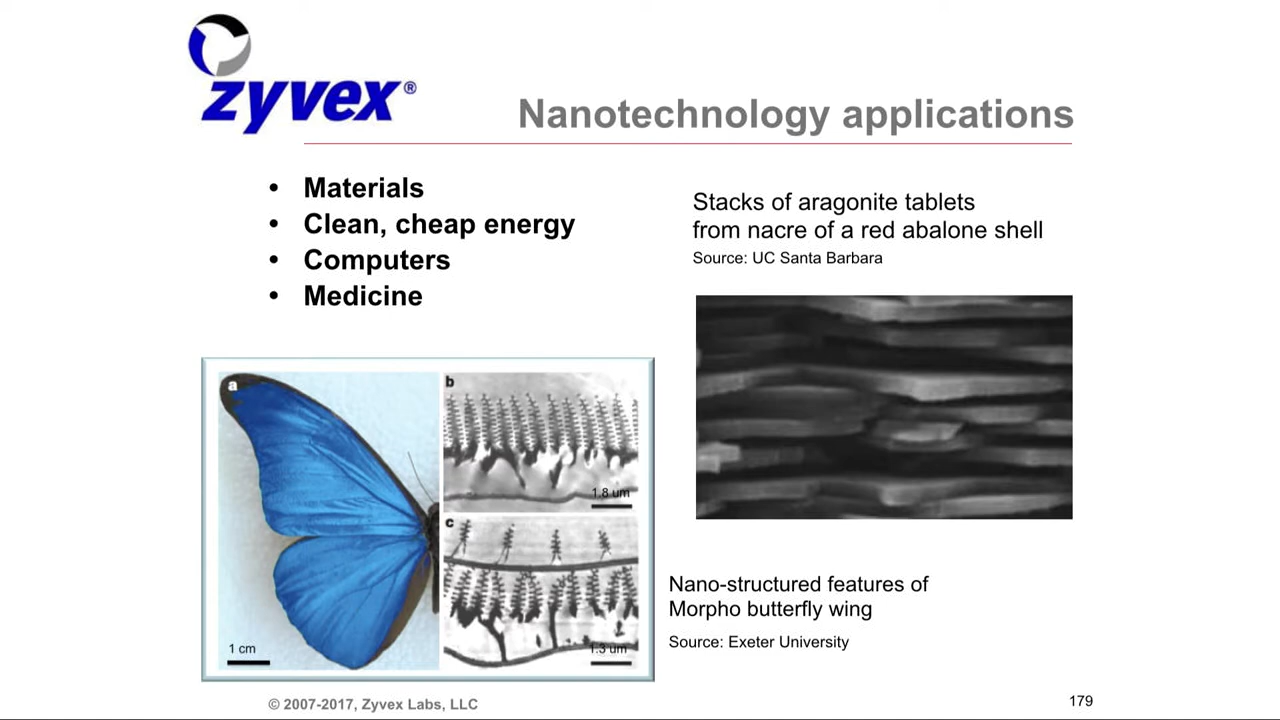 zyvex®
Nanotechnology applications
• Materials
• Clean, cheap energy
• Computers
• Medicine
Stacks of aragonite tablets
from nacre of a red abalone shell
Source: UC Santa Barbara
a
b
1.8 um
c
1 cm
1.3 um
Nano-structured features of
Morpho butterfly wing
Source: Exeter University
© 2007-2017, Zyvex Labs, LLC
179